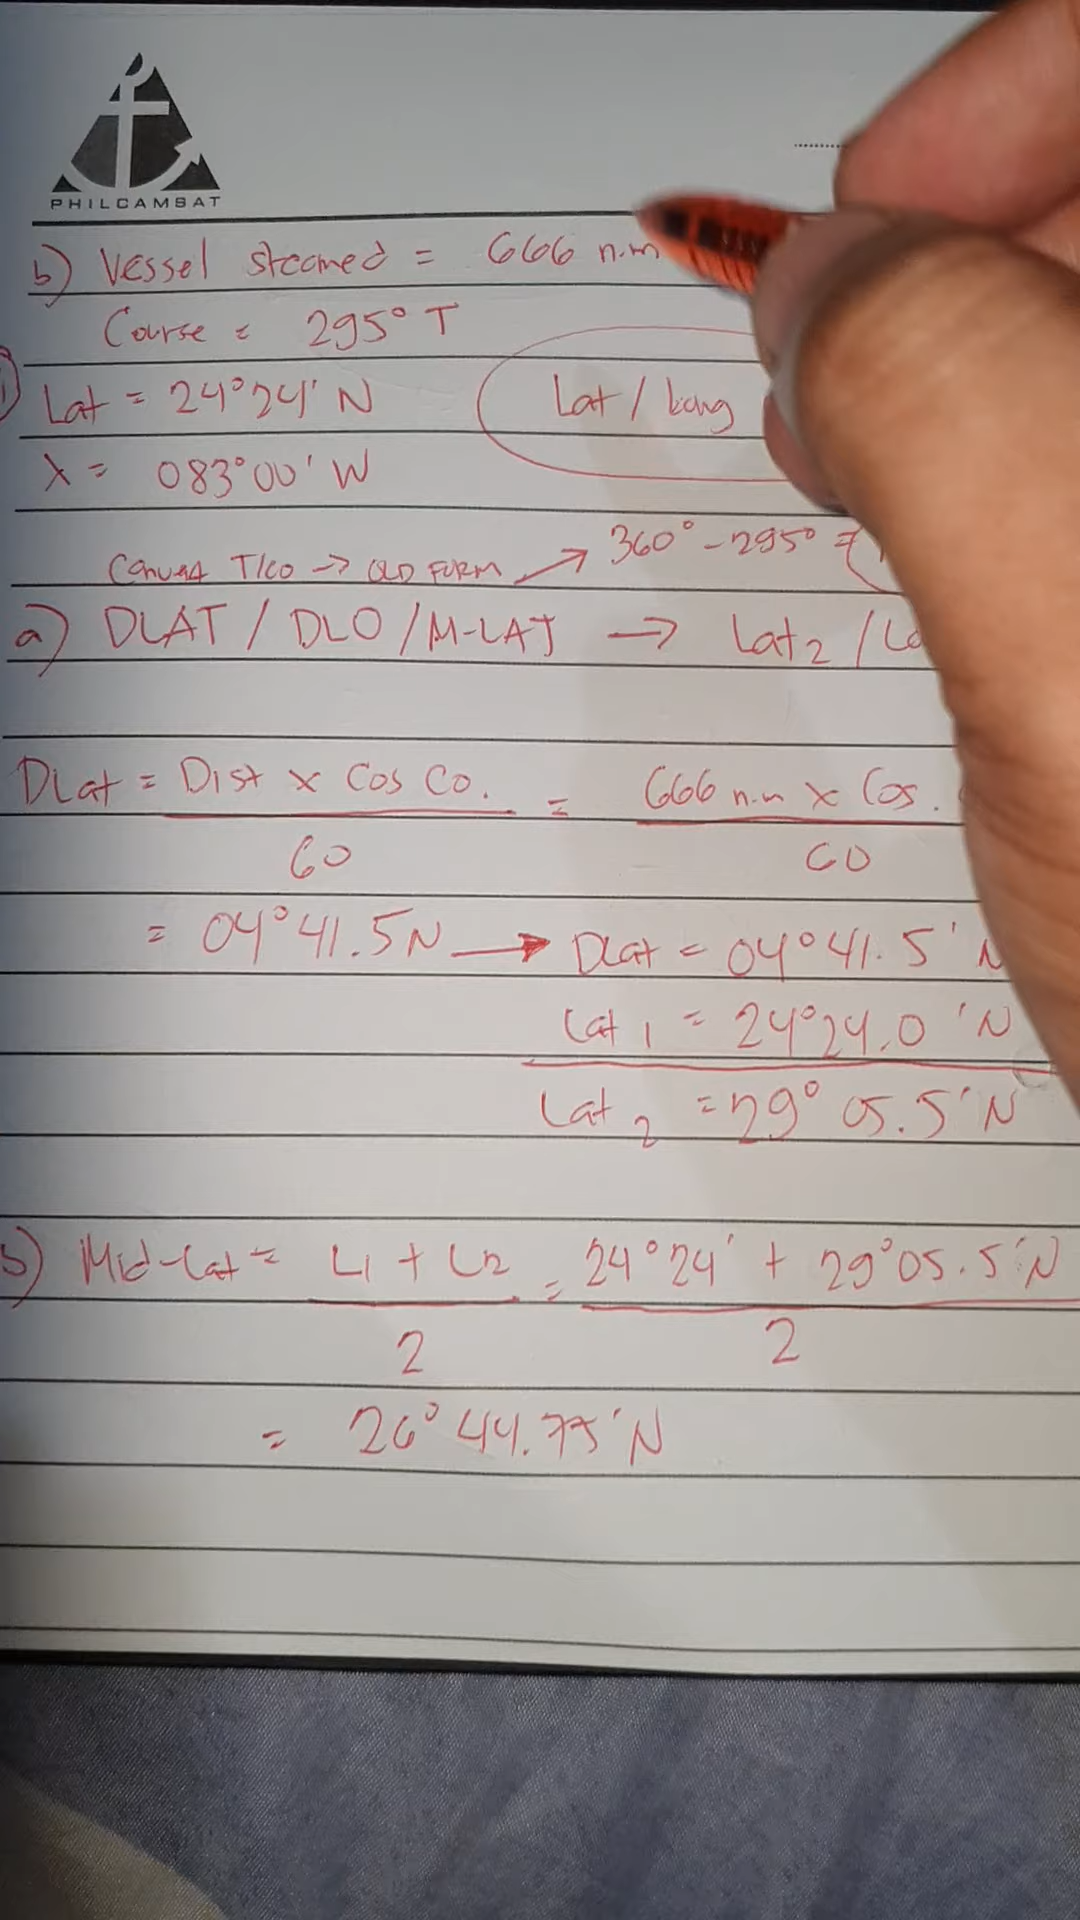 PHILCAMSAT
b) Vessel steamed = 666 n.m
Course = 295° T
Lat = 24°24' N
Lat / Long
λ = 083°00' W
Convert T/Co → OLD FORM → 360° - 295° =
a) DLAT / DLO / M-LAT → Lat2 / Lo
DLat = Dist x Cos Co. / 60 = 666 n.m x Cos. / 60
= 04°41.5N → DLat = 04°41.5' N
Lat 1 = 24°24.0 'N
Lat 2 = 29° 05.5'N
b) Mid-Lat = L1 + L2 / 2 = 24°24' + 29°05.5'N / 2
= 26°44.75'N